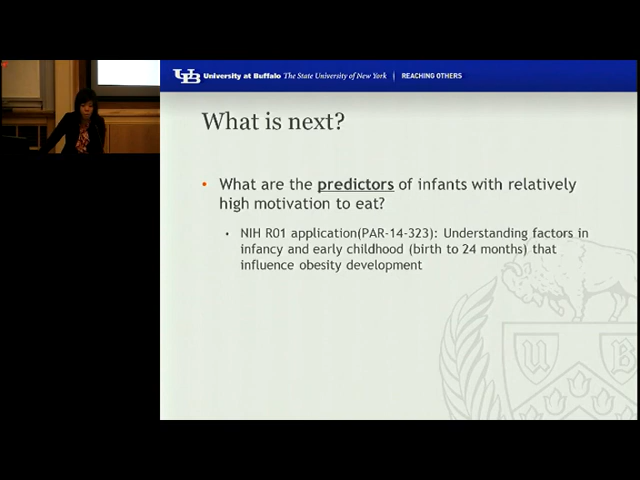 UB University at Buffalo The State University of New York | REACHING OTHERS
What is next?
• What are the predictors of infants with relatively
high motivation to eat?
• NIH R01 application(PAR-14-323): Understanding factors in
infancy and early childhood (birth to 24 months) that
influence obesity development
U B